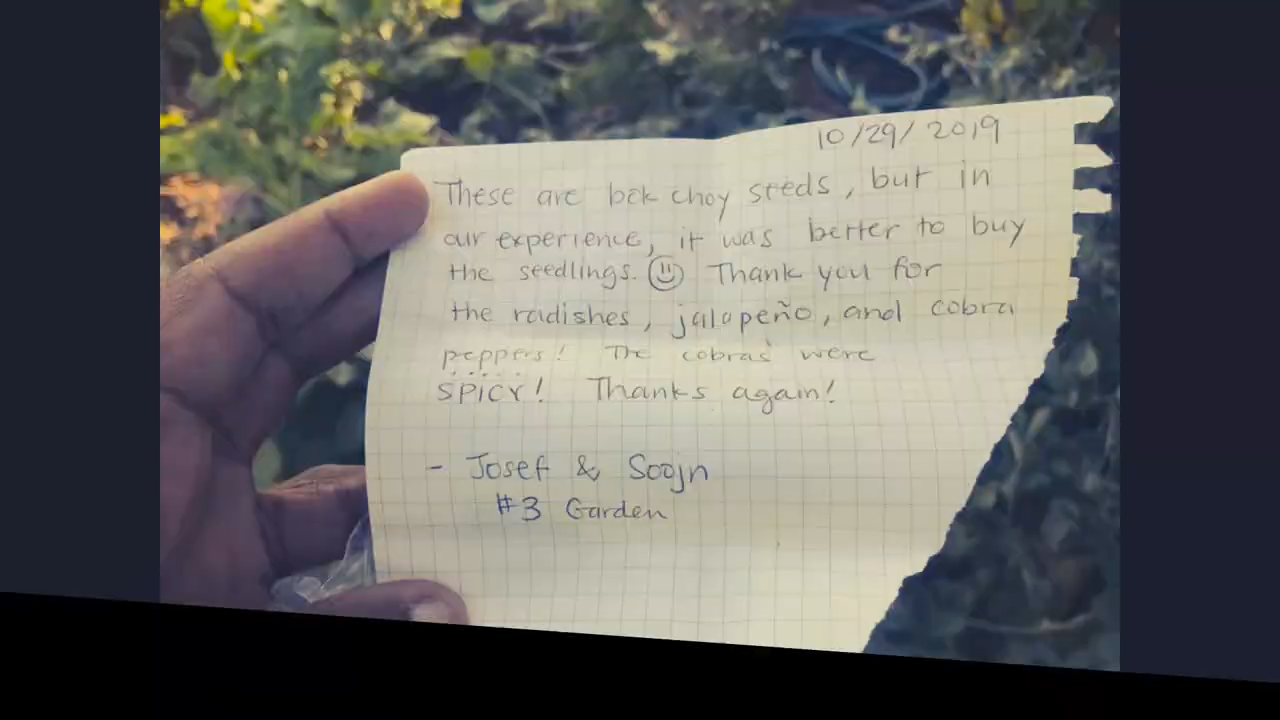 10/29/2019
These are bok choy seeds, but in
our experience, it was better to buy
the seedlings. Thank you for
the radishes, jalapeño, and cobra
peppers! The cobras were
SPICY! Thanks again!
- Josef & Soojn
#3 Garden